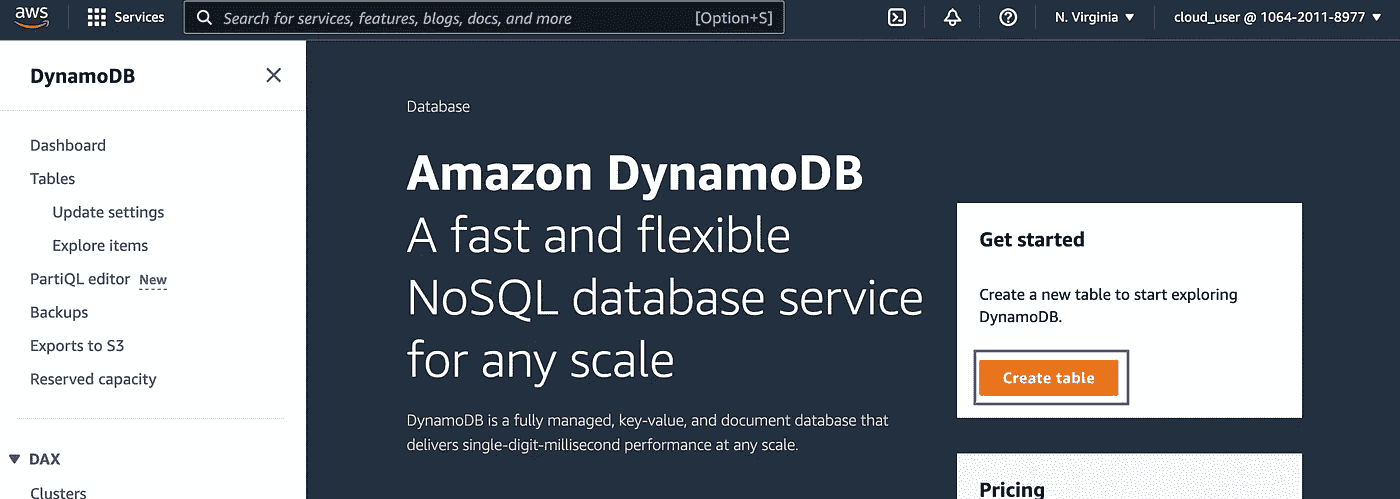 aws
Services
Search for services, features, blogs, docs, and more
[Option+S]
N. Virginia
cloud_user @ 1064-2011-8977
DynamoDB
Dashboard
Tables
Update settings
Explore items
PartiQL editor New
Backups
Exports to S3
Reserved capacity
DAX
Clusters
Database
Amazon DynamoDB
A fast and flexible
NoSQL database service
for any scale
DynamoDB is a fully managed, key-value, and document database that
delivers single-digit-millisecond performance at any scale.
Get started
Create a new table to start exploring
DynamoDB.
Create table
Pricing